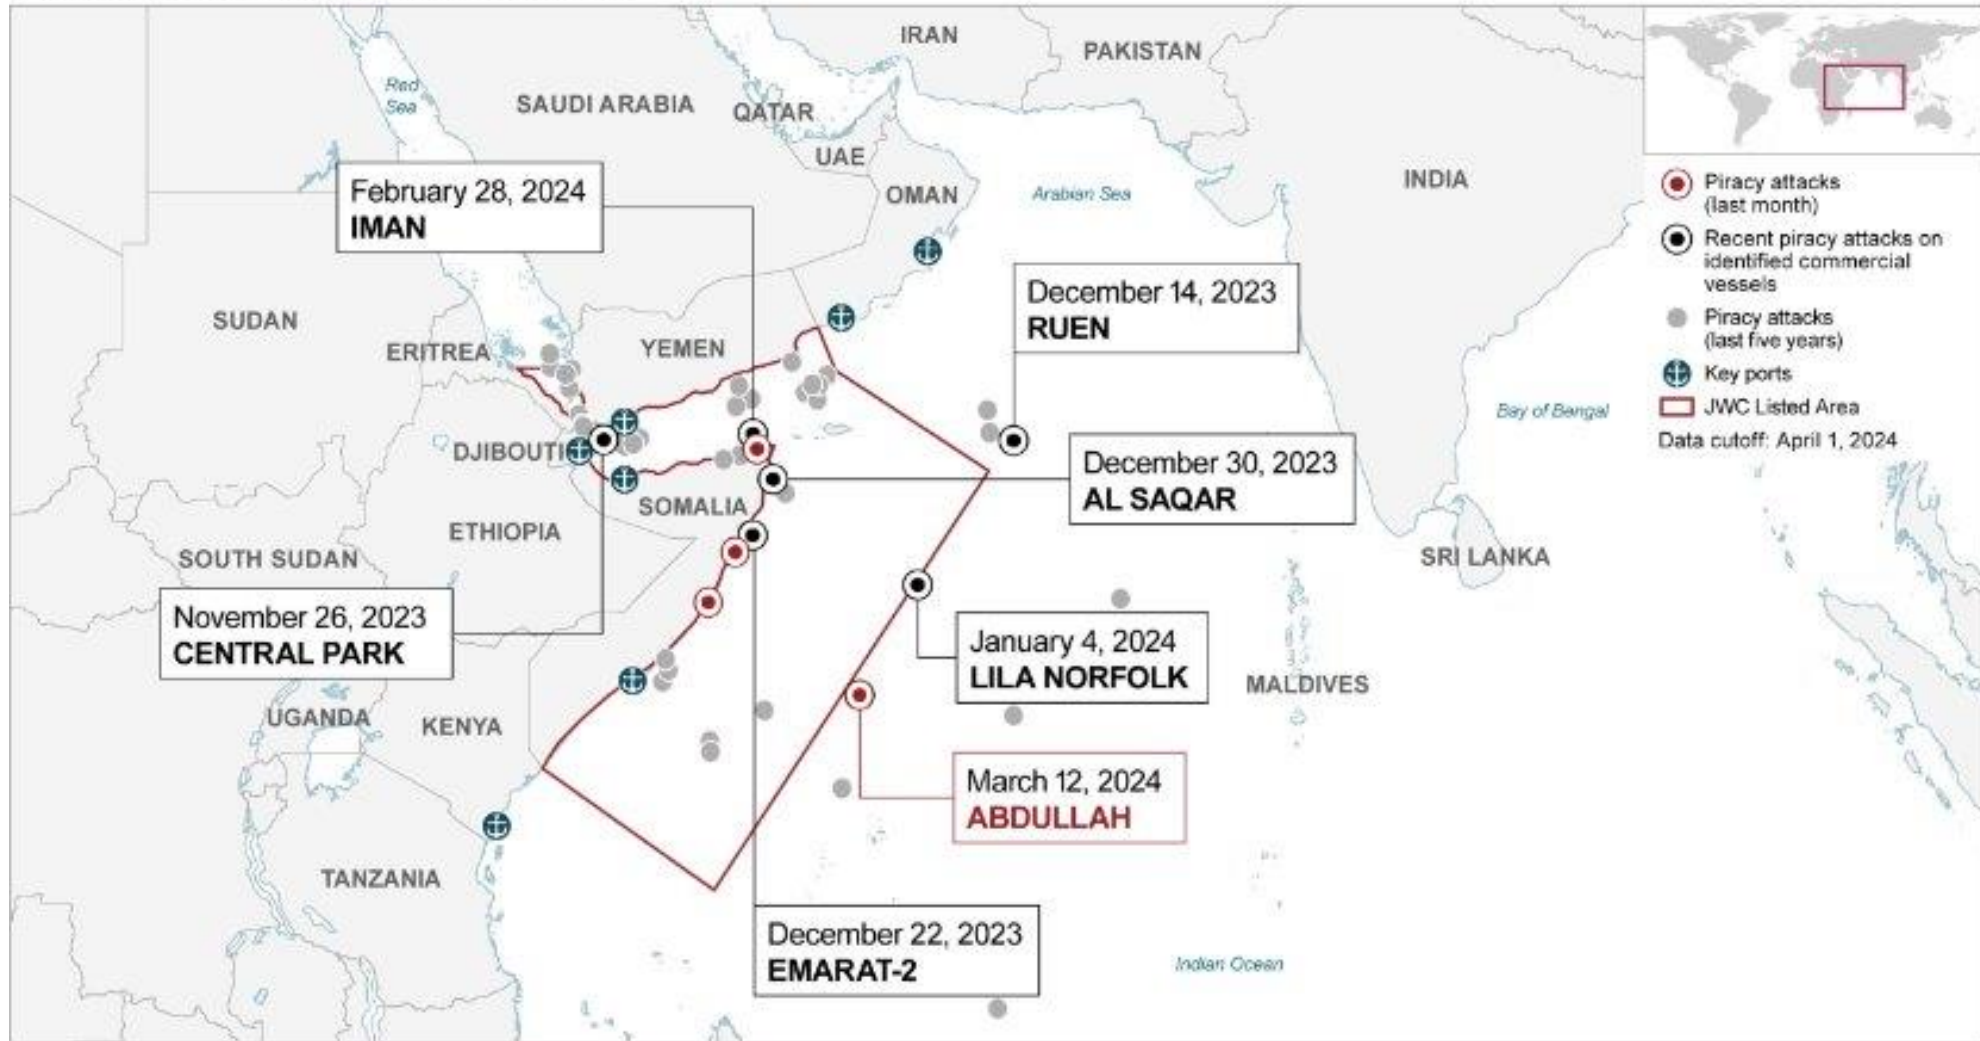 IRAN
PAKISTAN
Red
Sea
SAUDI ARABIA
QATAR
UAE
OMAN
Arabian Sea
INDIA
February 28, 2024
IMAN
December 14, 2023
RUEN
SUDAN
ERITREA
YEMEN
Bay of Bengal
DJIBOUTI
December 30, 2023
AL SAQAR
SOMALIA
ETHIOPIA
SOUTH SUDAN
SRI LANKA
November 26, 2023
CENTRAL PARK
January 4, 2024
LILA NORFOLK
MALDIVES
UGANDA
KENYA
March 12, 2024
ABDULLAH
TANZANIA
December 22, 2023
EMARAT-2
Indian Ocean
Piracy attacks
(last month)
Recent piracy attacks on
identified commercial
vessels
Piracy attacks
(last five years)
Key ports
JWC Listed Area
Data cutoff: April 1, 2024